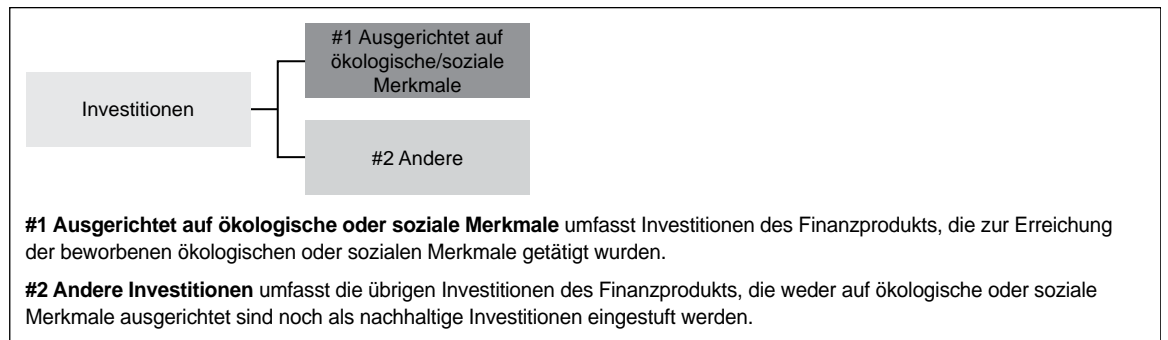 #1 Ausgerichtet auf
ökologische/soziale
Merkmale
Investitionen
#2 Andere
#1 Ausgerichtet auf ökologische oder soziale Merkmale umfasst Investitionen des Finanzprodukts, die zur Erreichung
der beworbenen ökologischen oder sozialen Merkmale getätigt wurden.
#2 Andere Investitionen umfasst die übrigen Investitionen des Finanzprodukts, die weder auf ökologische oder soziale
Merkmale ausgerichtet sind noch als nachhaltige Investitionen eingestuft werden.